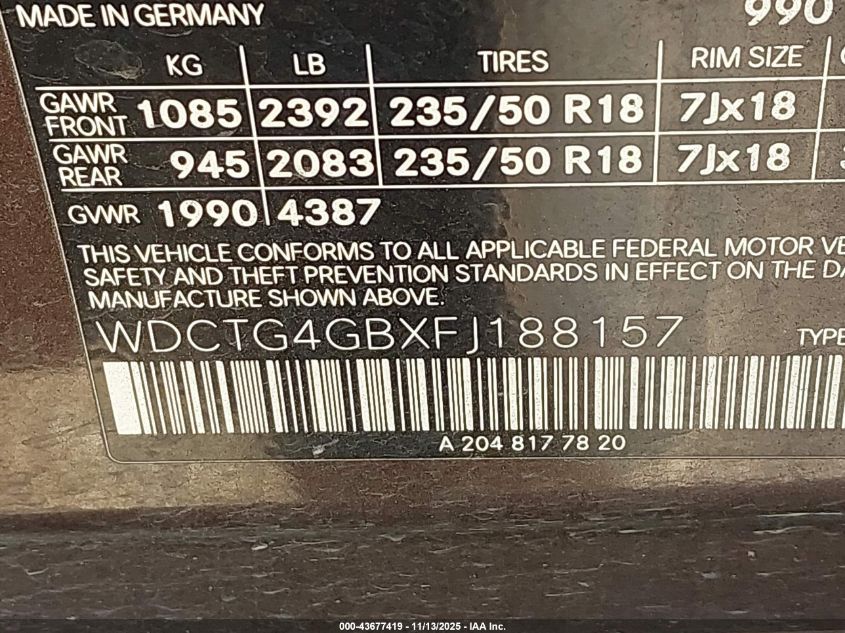 MADE IN GERMANY 990
KG LB TIRES RIM SIZE
GAWR FRONT 1085 2392 235/50 R18 7Jx18
GAWR REAR 945 2083 235/50 R18 7Jx18
GVWR 1990 4387
THIS VEHICLE CONFORMS TO ALL APPLICABLE FEDERAL MOTOR VE
SAFETY AND THEFT PREVENTION STANDARDS IN EFFECT ON THE DA
MANUFACTURE SHOWN ABOVE.
WDCTG4GBXFJ188157 TYPE
A 204 817 78 20
000-43677419 - 11/13/2025 - IAA Inc.